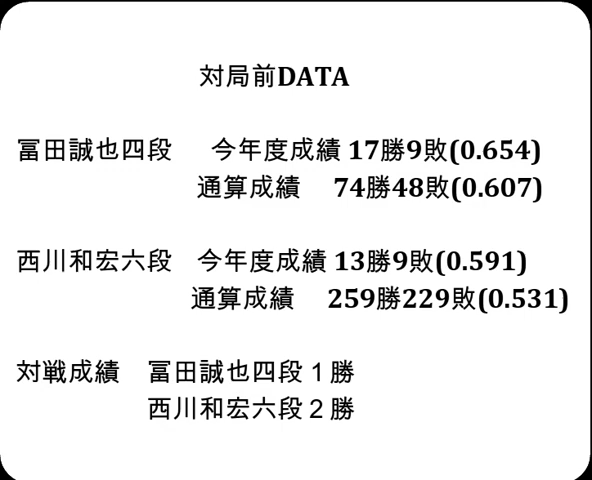 対局前DATA
冨田誠也四段 今年度成績 17勝9敗(0.654)
通算成績 74勝48敗(0.607)
西川和宏六段 今年度成績 13勝9敗(0.591)
通算成績 259勝229敗(0.531)
対戦成績 冨田誠也四段１勝
西川和宏六段２勝